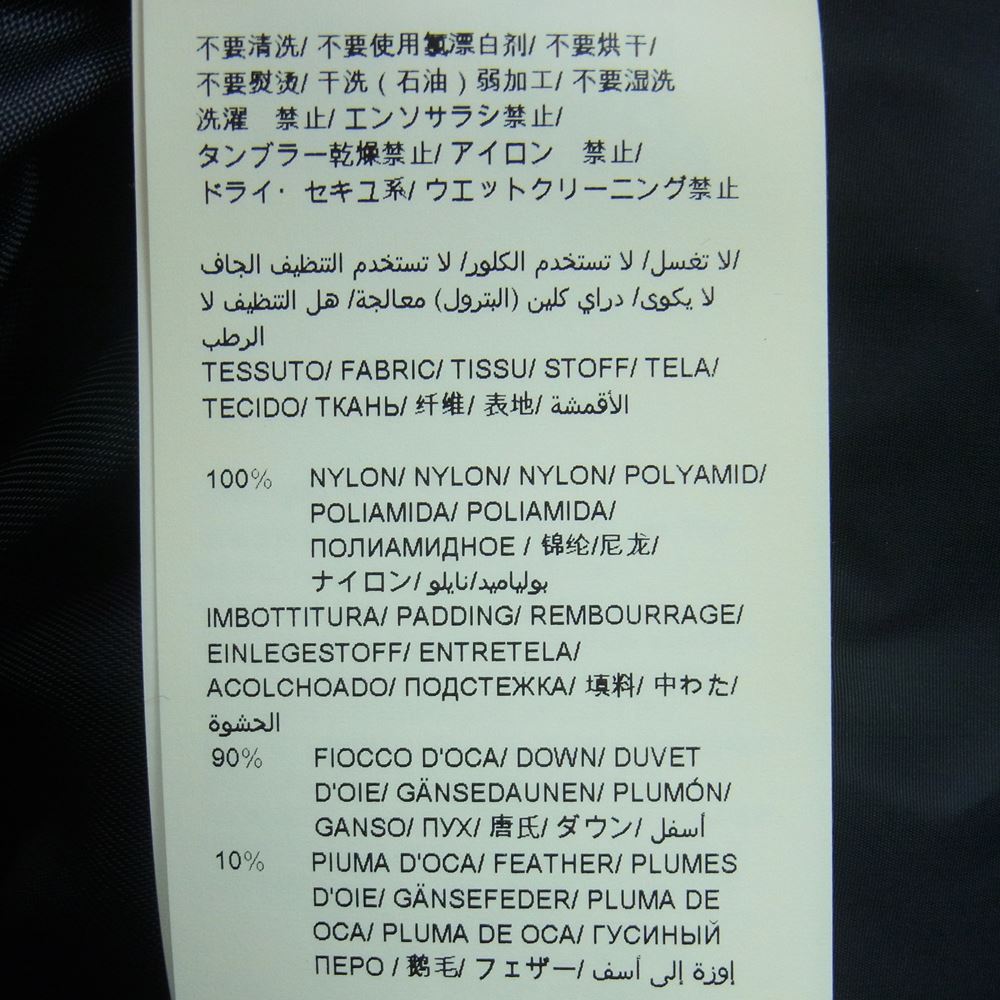 不要清洗/ 不要使用氯漂白剂/ 不要烘干/
不要熨烫/ 干洗 ( 石油 ) 弱加工/ 不要湿洗
洗濯　禁止/ エンソサラシ禁止/
タンブラー乾燥禁止/ アイロン　禁止/
ドライ・ セキユ系/ ウエットクリーニング禁止
لا تغسل/ لا تستخدم الكلور/ لا تستخدم التنظيف الجاف/
لا يكوى/ دراي كلين (البترول) معالجة/ هل التنظيف لا
الرطب
TESSUTO/ FABRIC/ TISSU/ STOFF/ TELA/
TECIDO/ ТКАНЬ/ 纤维/ 表地/ الأقمشة
100% NYLON/ NYLON/ NYLON/ POLYAMID/
POLIAMIDA/ POLIAMIDA/
ПОЛИАМИДНОЕ / 锦纶/尼龙/
ナイロン/ بولياميد/نايلو
IMBOTTITURA/ PADDING/ REMBOURRAGE/
EINLEGESTOFF/ ENTRETELA/
ACOLCHOADO/ ПОДСТЕЖКА/ 填料/ 中わた/
الحشوة
90% FIOCCO D'OCA/ DOWN/ DUVET
D'OIE/ GÄNSEDAUNEN/ PLUMÓN/
GANSO/ ПУХ/ 唐氏/ ダウン/ أسفل
10% PIUMA D'OCA/ FEATHER/ PLUMES
D'OIE/ GÄNSEFEDER/ PLUMA DE
OCA/ PLUMA DE OCA/ ГУСИНЫЙ
ПЕРО / 鹅毛/ フェザー/ إوزة إلى أسف